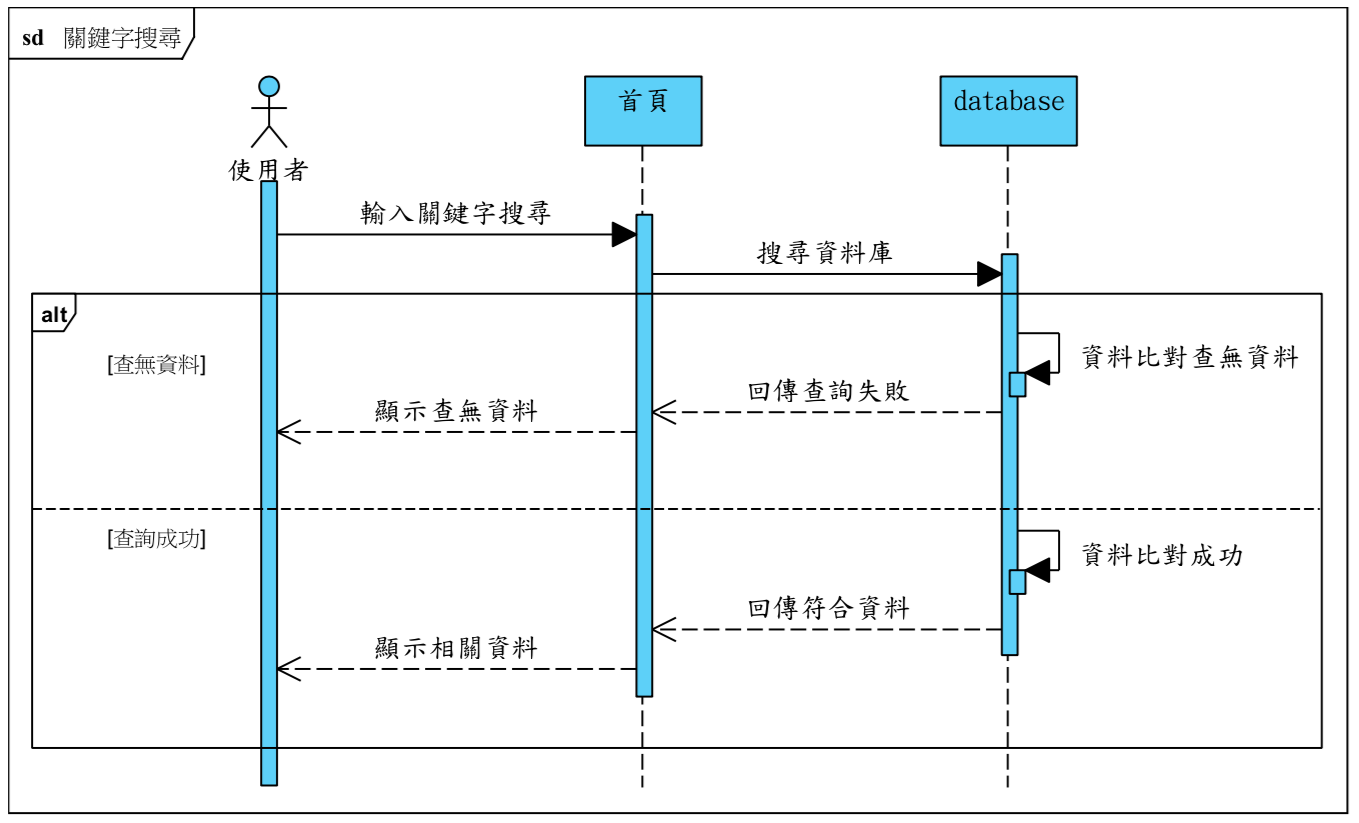 sd 關鍵字搜尋
首頁
database
使用者
輸入關鍵字搜尋
搜尋資料庫
alt
[查無資料]
資料比對查無資料
回傳查詢失敗
顯示查無資料
[查詢成功]
資料比對成功
回傳符合資料
顯示相關資料